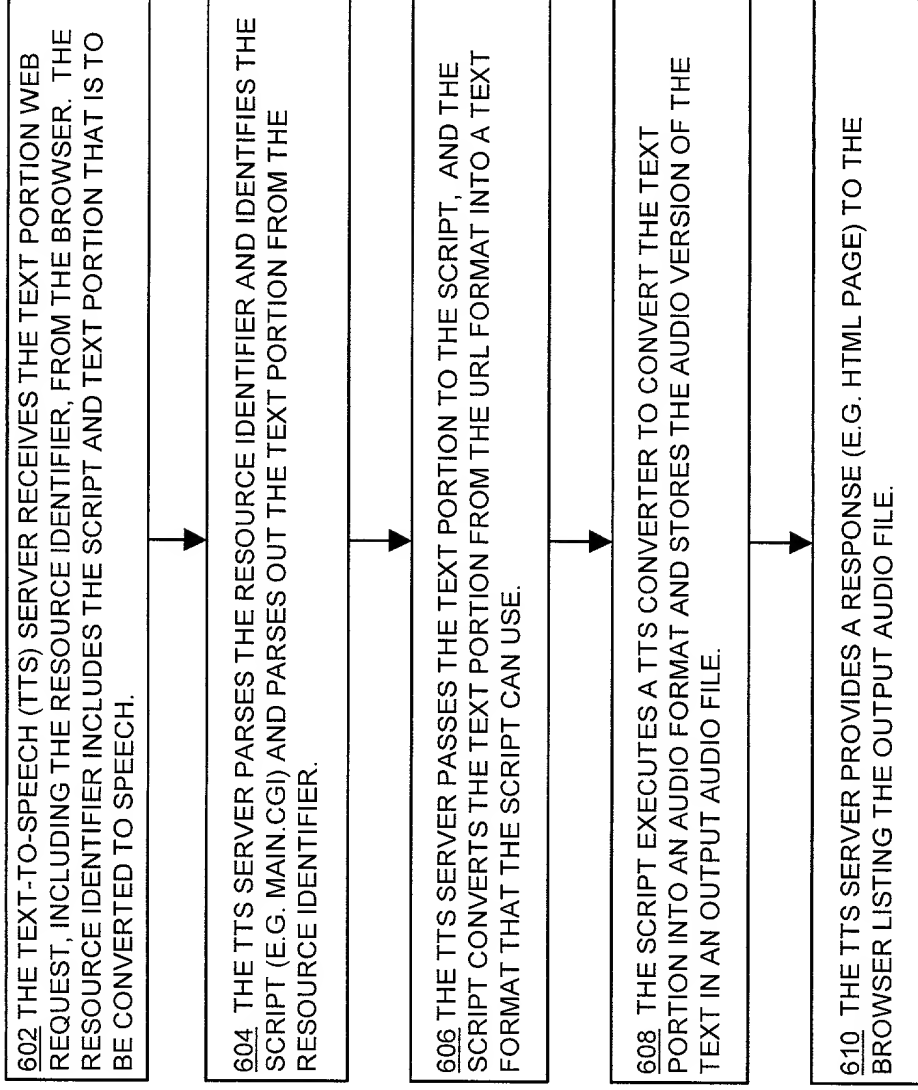 602 THE TEXT-TO-SPEECH (TTS) SERVER RECEIVES THE TEXT PORTION WEB
REQUEST, INCLUDING THE RESOURCE IDENTIFIER, FROM THE BROWSER. THE
RESOURCE IDENTIFIER INCLUDES THE SCRIPT AND TEXT PORTION THAT IS TO
BE CONVERTED TO SPEECH.
604 THE TTS SERVER PARSES THE RESOURCE IDENTIFIER AND IDENTIFIES THE
SCRIPT (E.G. MAIN.CGI) AND PARSES OUT THE TEXT PORTION FROM THE
RESOURCE IDENTIFIER.
606 THE TTS SERVER PASSES THE TEXT PORTION TO THE SCRIPT, AND THE
SCRIPT CONVERTS THE TEXT PORTION FROM THE URL FORMAT INTO A TEXT
FORMAT THAT THE SCRIPT CAN USE.
608 THE SCRIPT EXECUTES A TTS CONVERTER TO CONVERT THE TEXT
PORTION INTO AN AUDIO FORMAT AND STORES THE AUDIO VERSION OF THE
TEXT IN AN OUTPUT AUDIO FILE.
610 THE TTS SERVER PROVIDES A RESPONSE (E.G. HTML PAGE) TO THE
BROWSER LISTING THE OUTPUT AUDIO FILE.